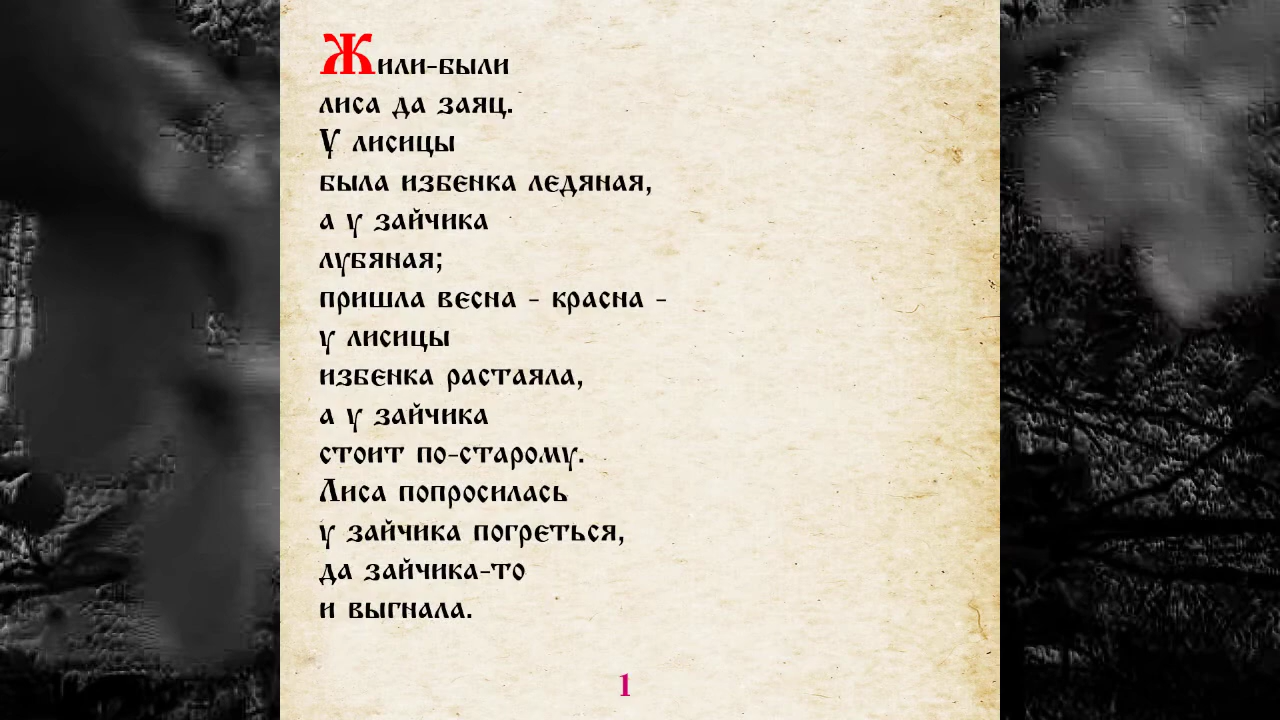 Жили-были
лиса да заяц.
У лисицы
была избенка ледяная,
а у зайчика
лубяная;
пришла весна - красна -
у лисицы
избенка растаяла,
а у зайчика
стоит по-старому.
Лиса попросилась
у зайчика погреться,
да зайчика-то
и выгнала.
1